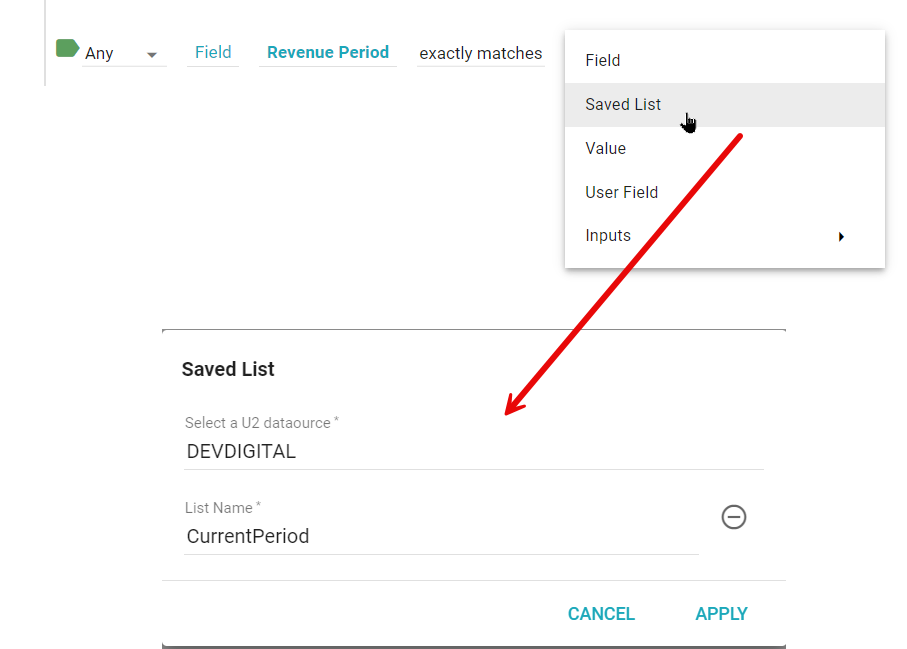 Any Field Revenue Period exactly matches
Field
Saved List
Value
User Field
Inputs
Saved List
Select a U2 dataource *
DEVDIGITAL
List Name *
CurrentPeriod
CANCEL APPLY